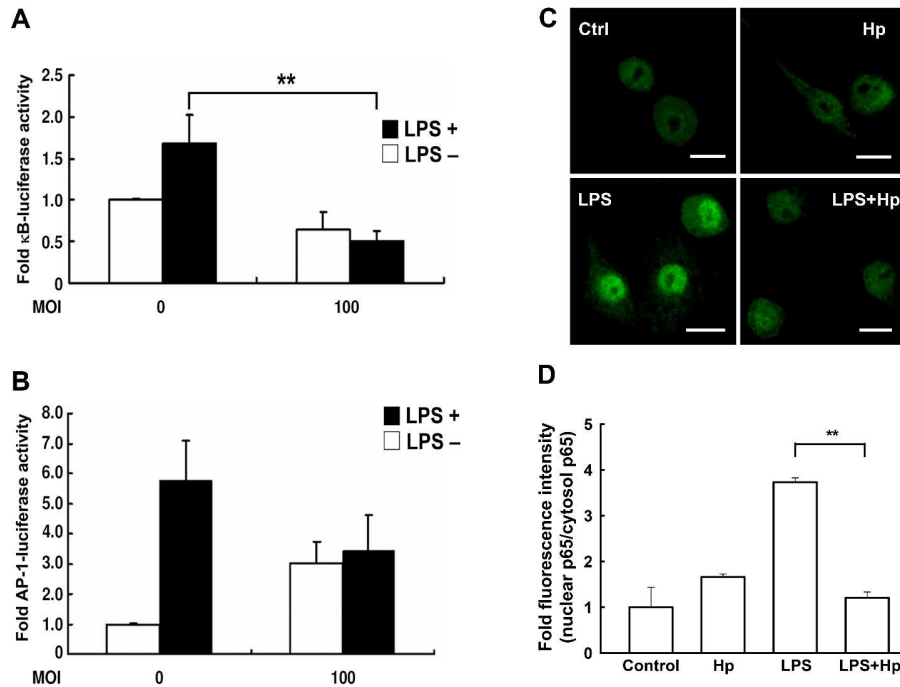 A
Fold κB-luciferase activity
2.5
2.0
1.5
1.0
0.5
0
**
LPS +
LPS –
MOI
0
100
B
Fold AP-1-luciferase activity
8.0
7.0
6.0
5.0
4.0
3.0
2.0
1.0
0.0
LPS +
LPS –
MOI
0
100
C
Ctrl
Hp
LPS
LPS+Hp
D
Fold fluorescence intensity
(nuclear p65/cytosol p65)
5
4
3
2
1
0
**
Control
Hp
LPS
LPS+Hp